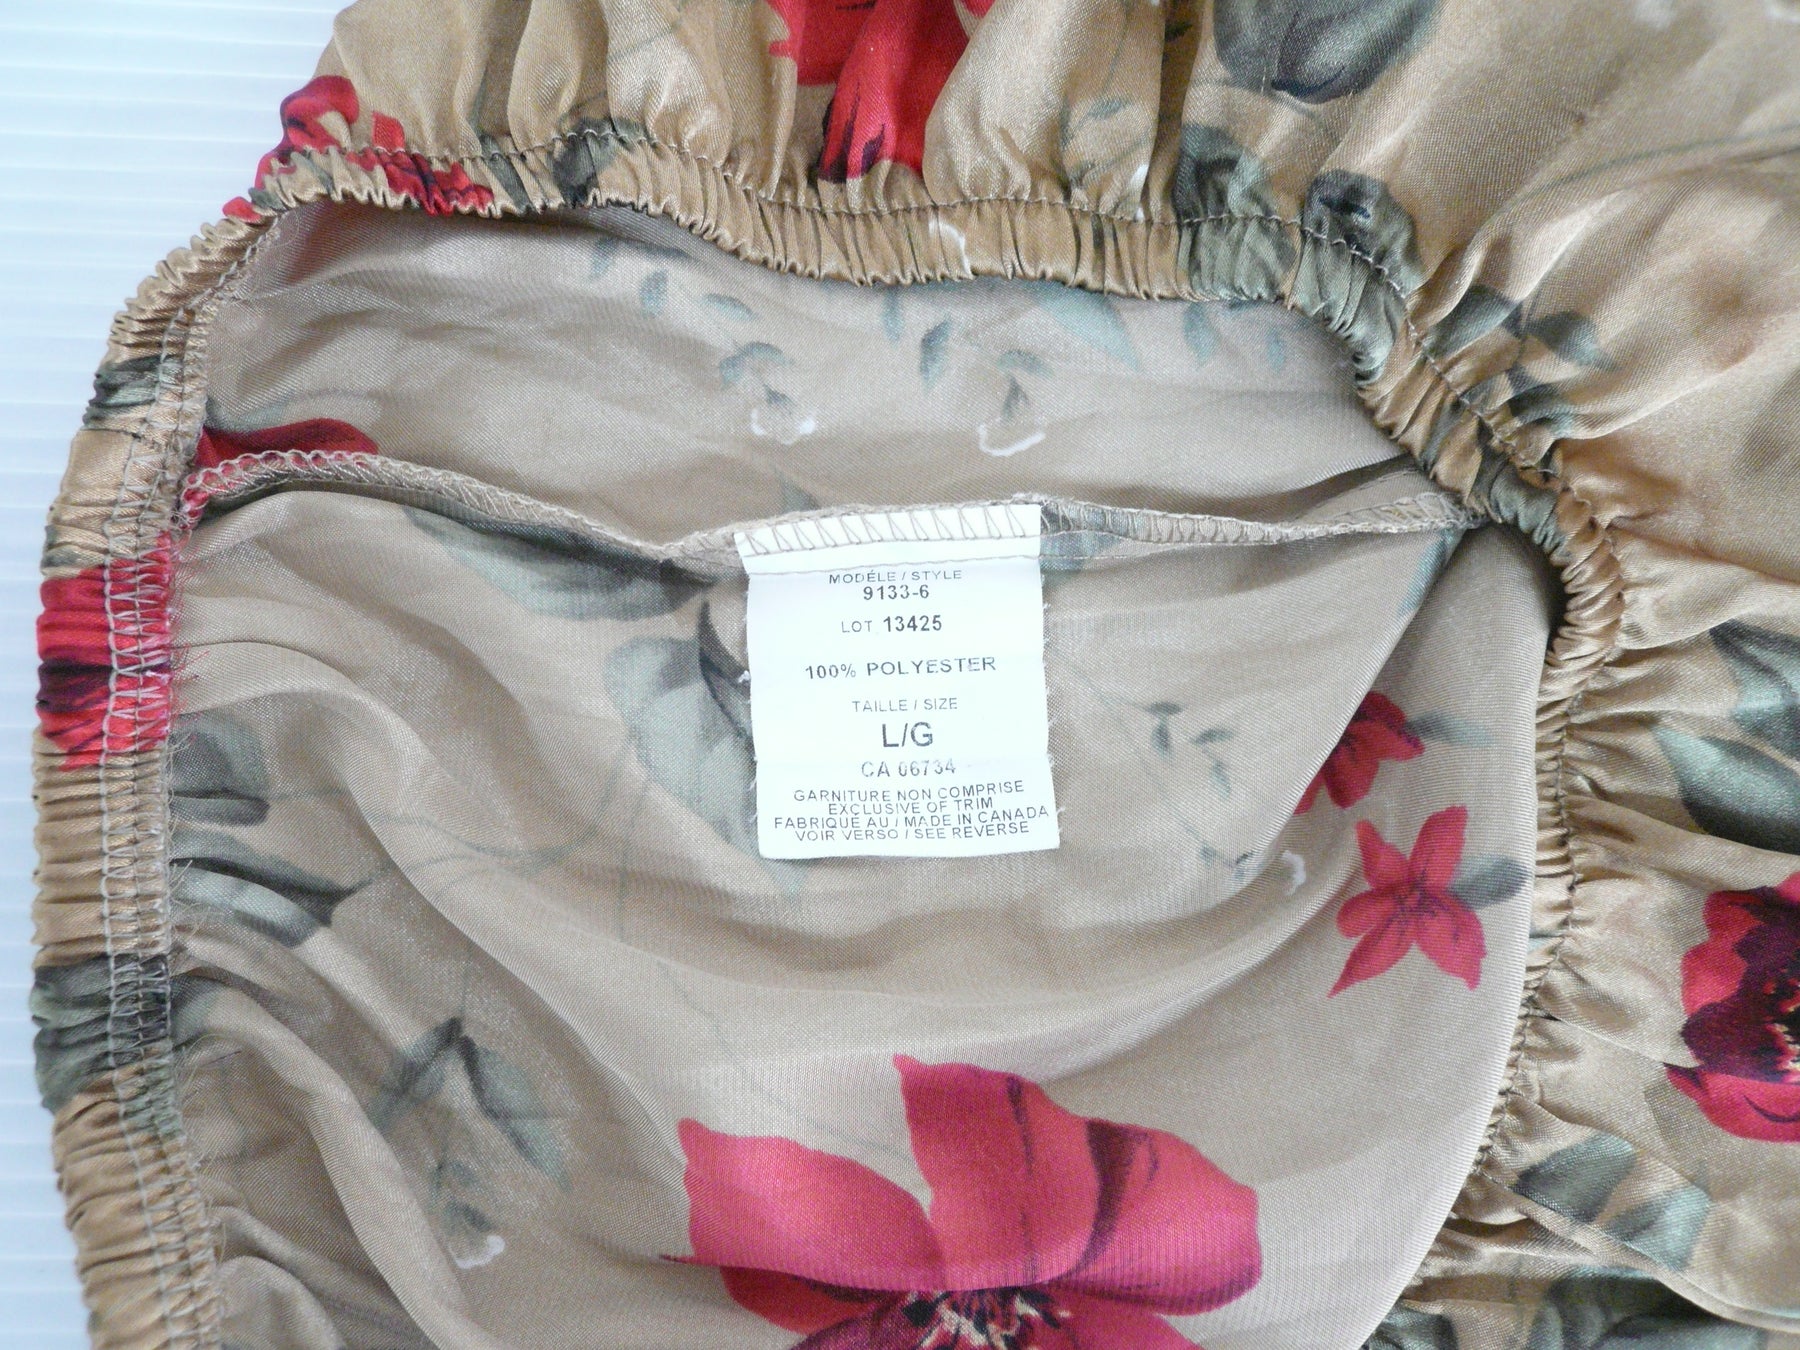 MODÉLE / STYLE
9133-6
LOT 13425
100% POLYESTER
TAILLE / SIZE
L/G
CA 06734
GARNITURE NON COMPRISE
EXCLUSIVE OF TRIM
FABRIQUÉ AU / MADE IN CANADA
VOIR VERSO / SEE REVERSE